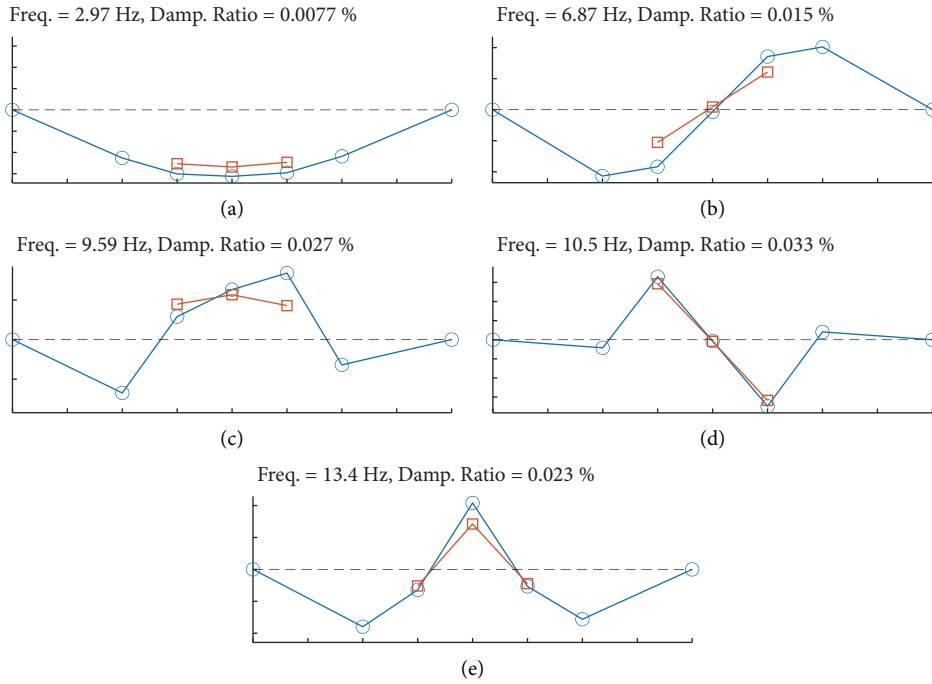 Freq. = 2.97 Hz, Damp. Ratio = 0.0077 %
Freq. = 6.87 Hz, Damp. Ratio = 0.015 %
(a)
(b)
Freq. = 9.59 Hz, Damp. Ratio = 0.027 %
Freq. = 10.5 Hz, Damp. Ratio = 0.033 %
(c)
(d)
Freq. = 13.4 Hz, Damp. Ratio = 0.023 %
(e)